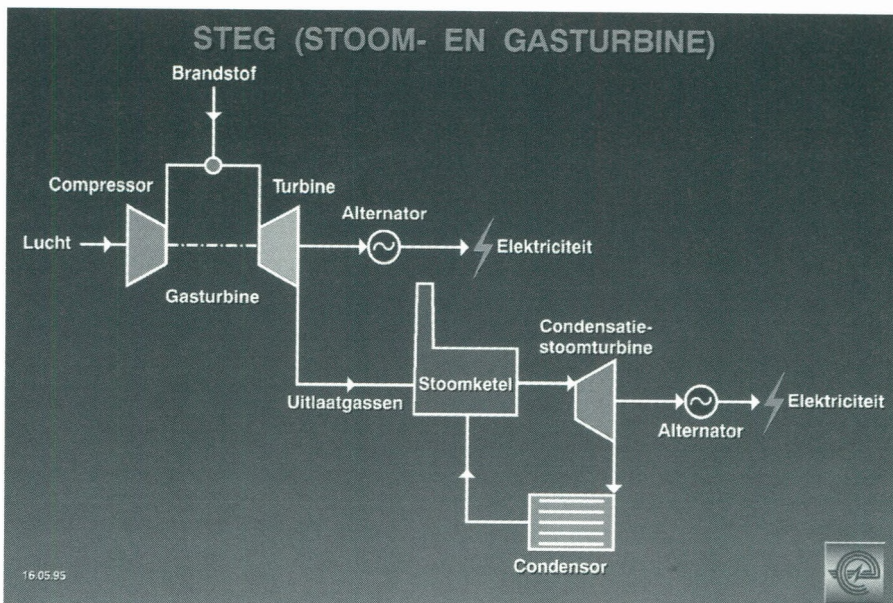 STEG (STOOM- EN GASTURBINE)
Brandstof
Compressor
Turbine
Alternator
Lucht
Elektriciteit
Gasturbine
Condensatie-
stoomturbine
Stoomketel
Uitlaatgassen
Elektriciteit
Alternator
Condensor
16.05.95